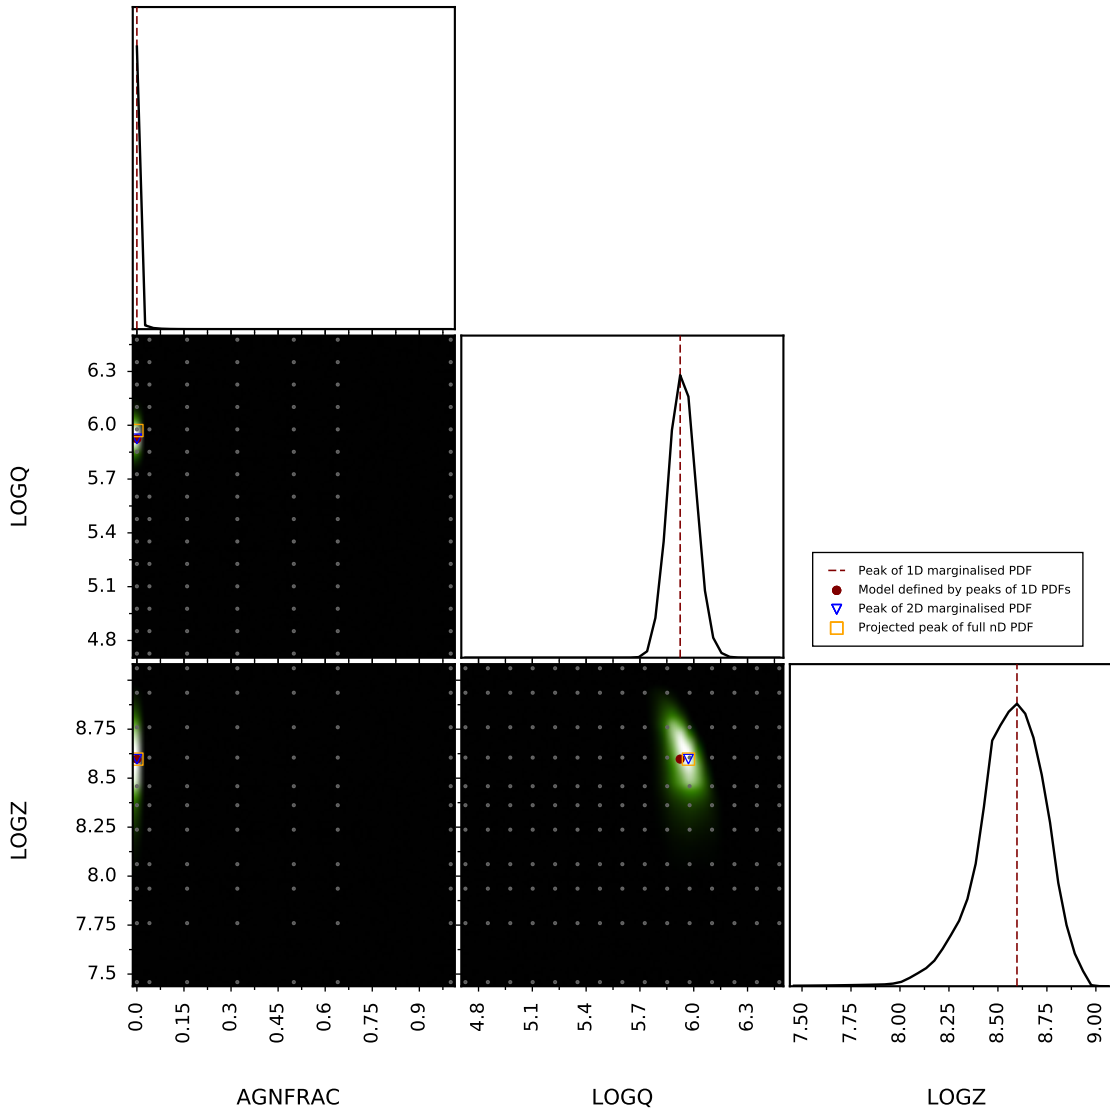 6.3
6.0
5.7
5.4
5.1
4.8
LOGQ
Peak of 1D marginalised PDF
Model defined by peaks of 1D PDFs
Peak of 2D marginalised PDF
Projected peak of full nD PDF
8.75
8.5
8.25
8.0
7.75
7.5
LOGZ
0.0 0.15 0.3 0.45 0.6 0.75 0.9
4.8 5.1 5.4 5.7 6.0 6.3
7.50 7.75 8.00 8.25 8.50 8.75 9.00
AGNFRAC LOGQ LOGZ